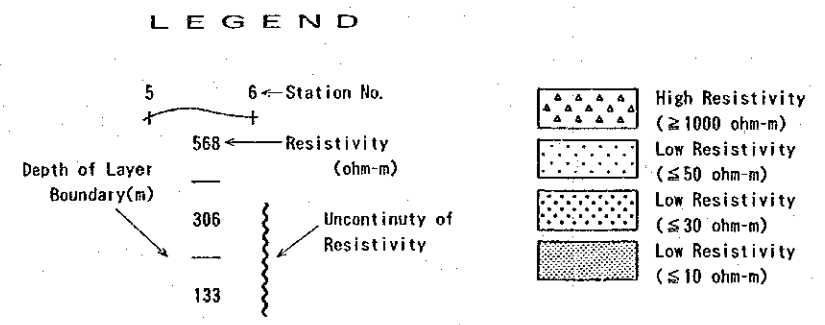 LEGEND
5 6 ←Station No.
568 ← Resistivity
(ohm-m)
Depth of Layer
Boundary(m)
306
Uncontinuty of
Resistivity
133
High Resistivity
(≧1000 ohm-m)
Low Resistivity
(≦50 ohm-m)
Low Resistivity
(≦30 ohm-m)
Low Resistivity
(≦10 ohm-m)